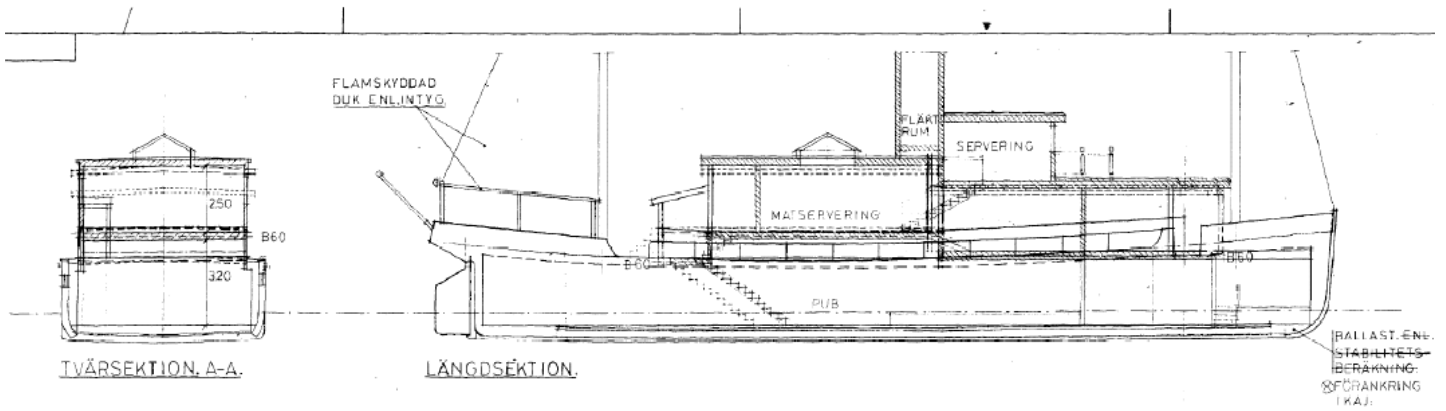 FLAMSKYDDAD
DUK ENL. INTYG.
FLÄKT
RUM
SERVERING
250
MATSERVERING
B60
320
B60
B60
PUB
TVÄRSEKTION. A-A.
LÄNGDSEKTION.
BALLAST. ENL.
STABILITETS-
BERÄKNING.
FÖRANKRING
I KAJ.